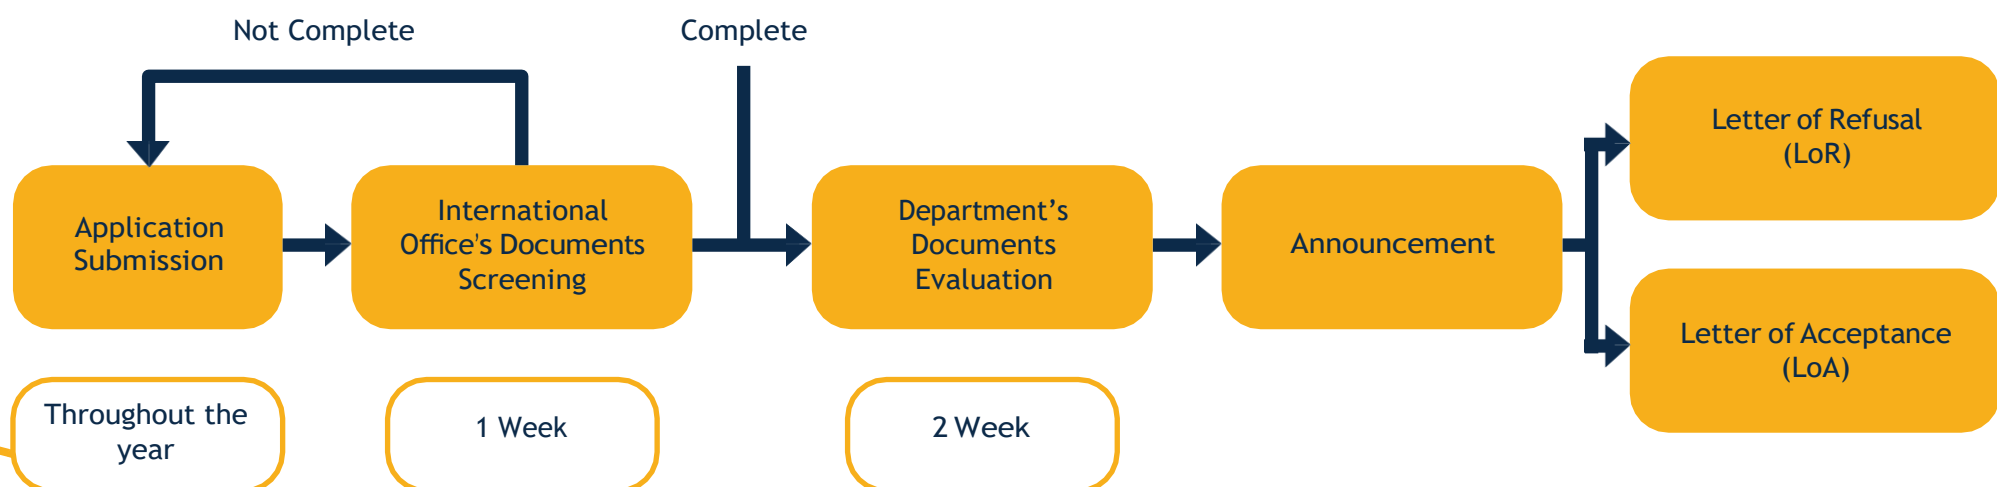 Not Complete
Complete
Application
Submission
International
Office's Documents
Screening
Department’s
Documents
Evaluation
Announcement
Letter of Refusal
(LoR)
Letter of Acceptance
(LoA)
Throughout the
year
1 Week
2 Week